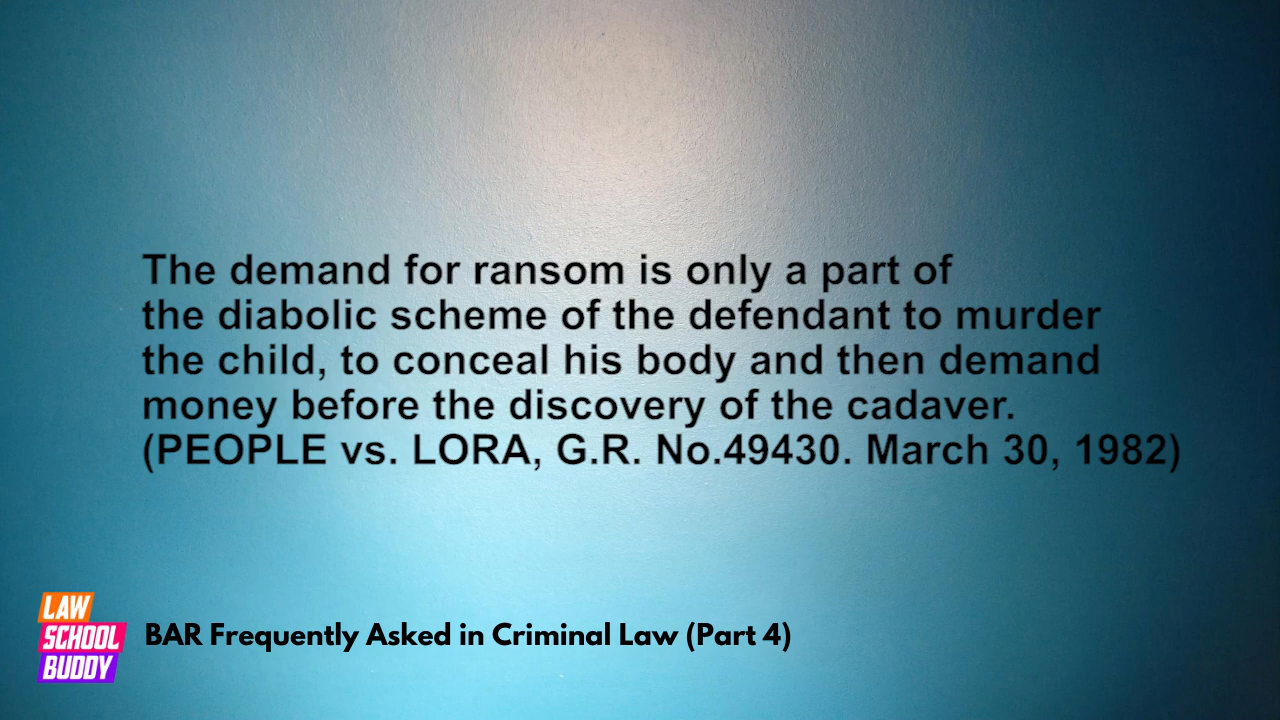 The demand for ransom is only a part of
the diabolic scheme of the defendant to murder
the child, to conceal his body and then demand
money before the discovery of the cadaver.
(PEOPLE vs. LORA, G.R. No.49430. March 30, 1982)
LAW
SCHOOL
BUDDY
BAR Frequently Asked in Criminal Law (Part 4)